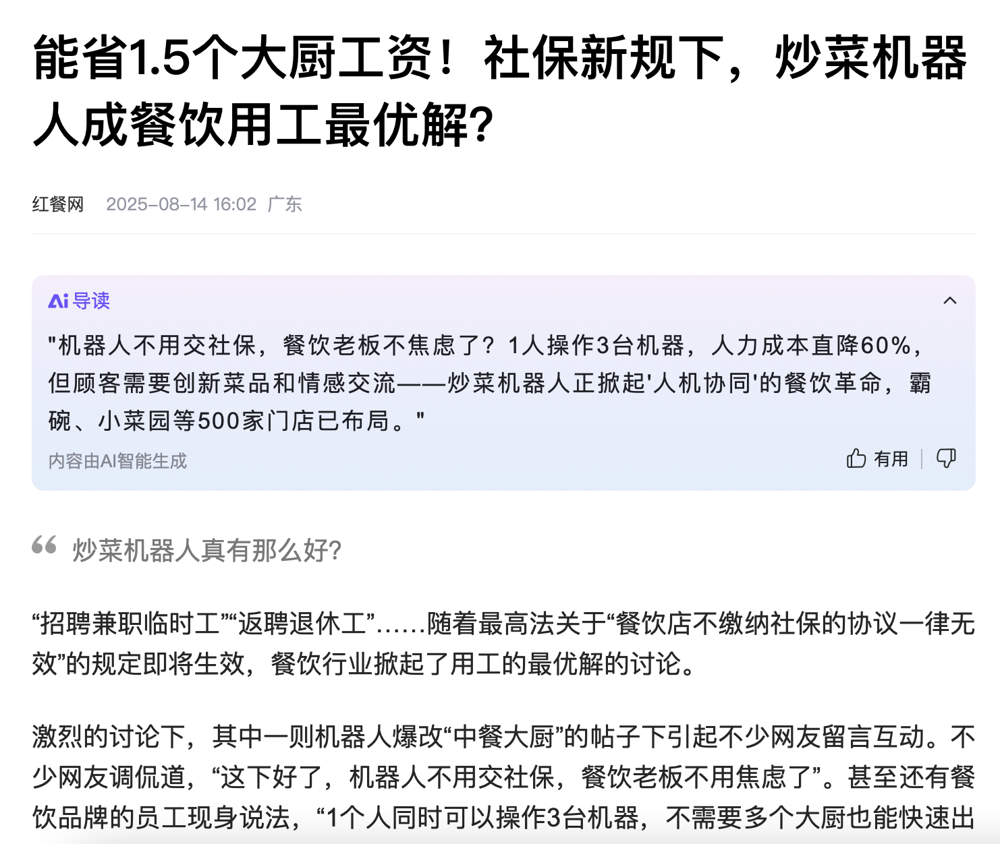 能省1.5个大厨工资！社保新规下，炒菜机器
人成餐饮用工最优解？
红餐网 2025-08-14 16:02 广东
Ai导读
"机器人不用交社保，餐饮老板不焦虑了？1人操作3台机器，人力成本直降60%，
但顾客需要创新菜品和情感交流——炒菜机器人正掀起'人机协同'的餐饮革命，霸
碗、小菜园等500家门店已布局。"
内容由AI智能生成 有用
“ 炒菜机器人真有那么好？
“招聘兼职临时工”“返聘退休工”……随着最高法关于“餐饮店不缴纳社保的协议一律无
效”的规定即将生效，餐饮行业掀起了用工的最优解的讨论。
激烈的讨论下，其中一则机器人爆改“中餐大厨”的帖子下引起不少网友留言互动。不
少网友调侃道，“这下好了，机器人不用交社保，餐饮老板不用焦虑了”。甚至还有餐
饮品牌的员工现身说法，“1个人同时可以操作3台机器，不需要多个大厨也能快速出